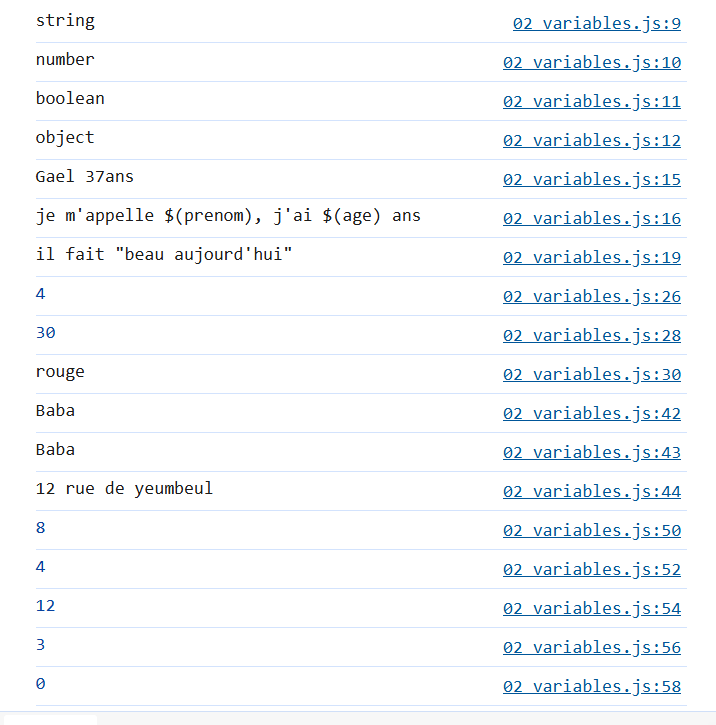 string 02 variables.js:9
number 02 variables.js:10
boolean 02 variables.js:11
object 02 variables.js:12
Gael 37ans 02 variables.js:15
je m'appelle $(prenom), j'ai $(age) ans 02 variables.js:16
il fait "beau aujourd'hui" 02 variables.js:19
4 02 variables.js:26
30 02 variables.js:28
rouge 02 variables.js:30
Baba 02 variables.js:42
Baba 02 variables.js:43
12 rue de yeumbeul 02 variables.js:44
8 02 variables.js:50
4 02 variables.js:52
12 02 variables.js:54
3 02 variables.js:56
0 02 variables.js:58